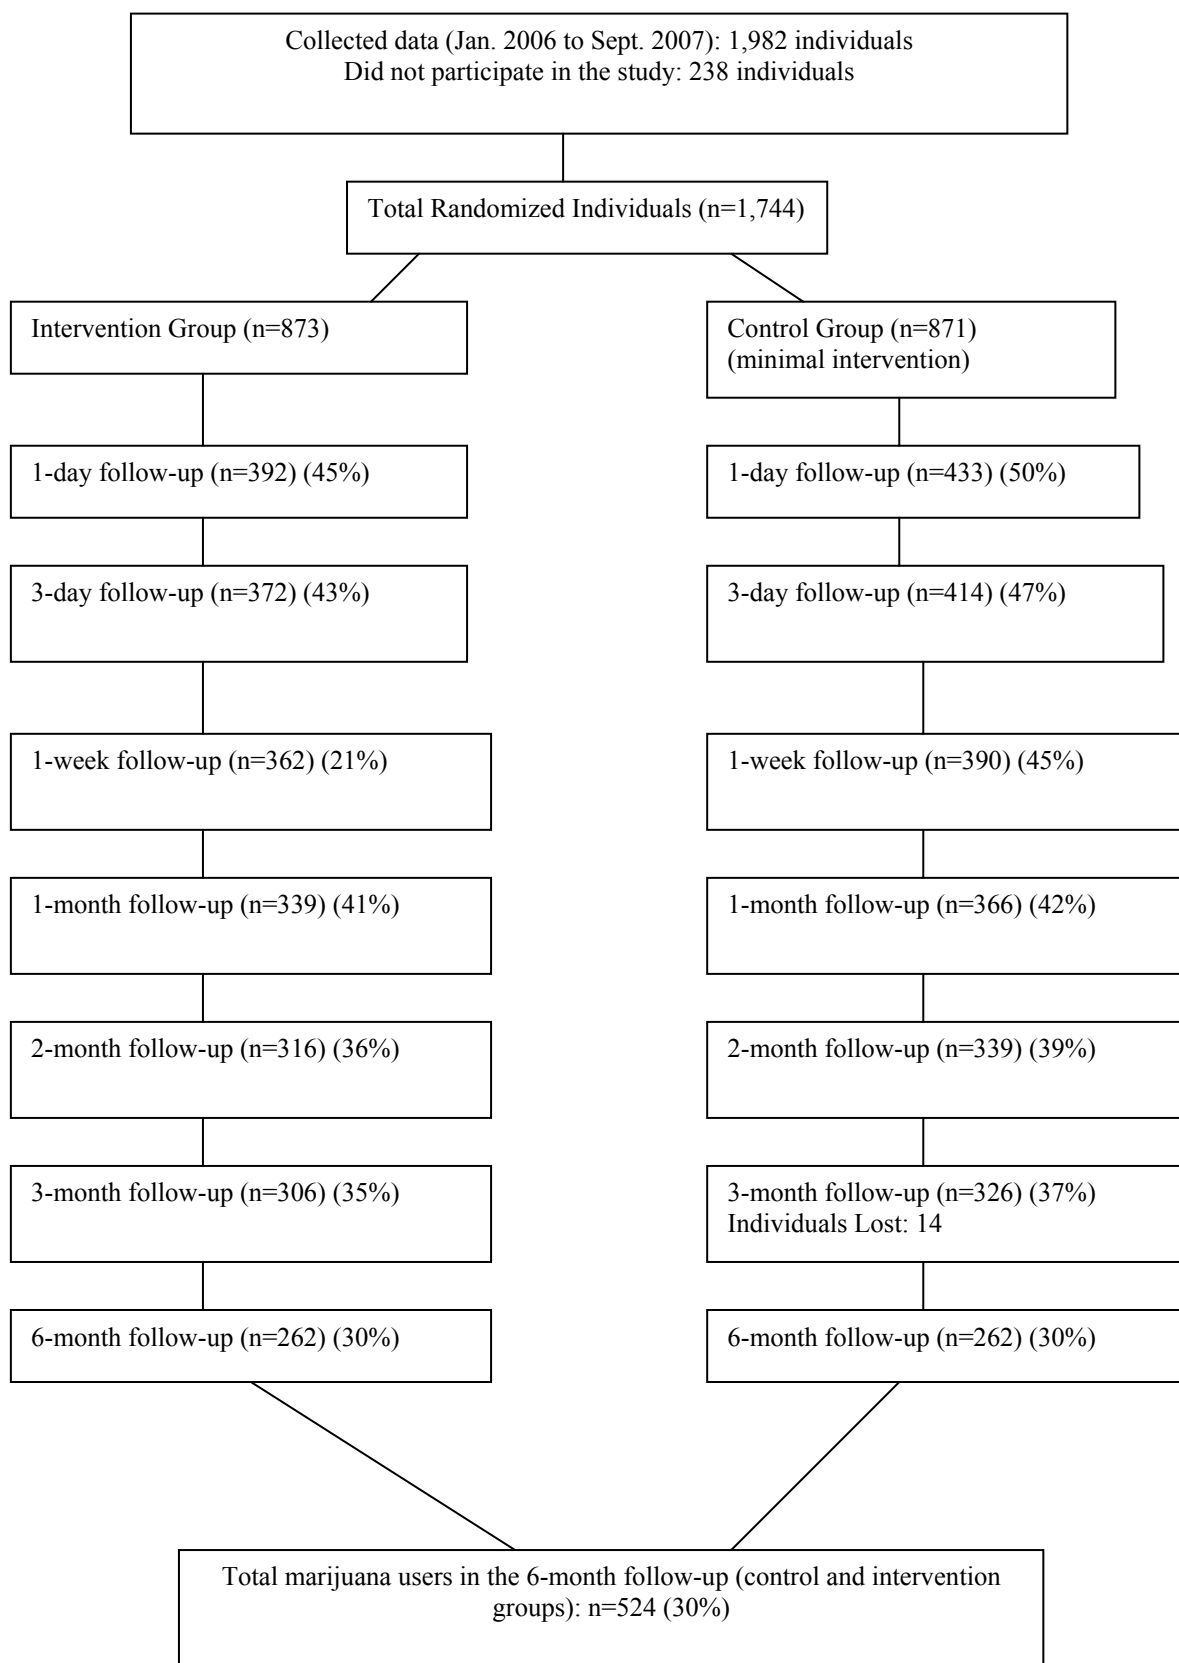 Collected data (Jan. 2006 to Sept. 2007): 1,982 individuals
Did not participate in the study: 238 individuals
Total Randomized Individuals (n=1,744)
Intervention Group (n=873)
Control Group (n=871)
(minimal intervention)
1-day follow-up (n=392) (45%)
1-day follow-up (n=433) (50%)
3-day follow-up (n=372) (43%)
3-day follow-up (n=414) (47%)
1-week follow-up (n=362) (21%)
1-week follow-up (n=390) (45%)
1-month follow-up (n=339) (41%)
1-month follow-up (n=366) (42%)
2-month follow-up (n=316) (36%)
2-month follow-up (n=339) (39%)
3-month follow-up (n=306) (35%)
3-month follow-up (n=326) (37%)
Individuals Lost: 14
6-month follow-up (n=262) (30%)
6-month follow-up (n=262) (30%)
Total marijuana users in the 6-month follow-up (control and intervention
groups): n=524 (30%)